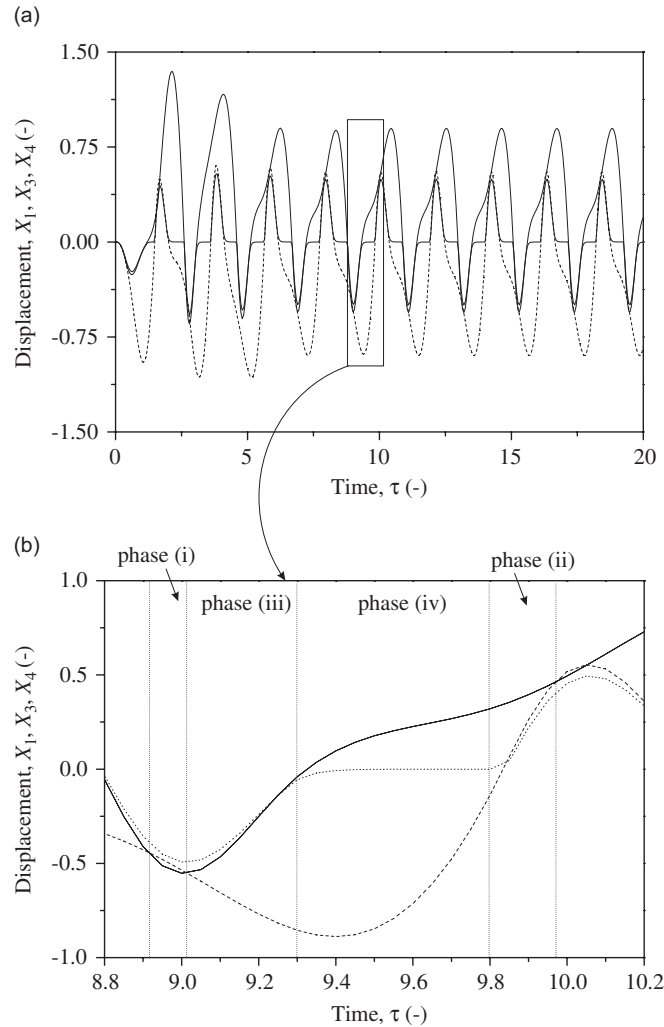 (a)
1.50
0.75
0.00
-0.75
-1.50
Displacement, X₁, X₃, X₄ (-)
0 5 10 15 20
Time, τ (-)
(b)
phase (i)
phase (ii)
phase (iii)
phase (iv)
1.0
0.5
0.0
-0.5
-1.0
Displacement, X₁, X₃, X₄ (-)
8.8 9.0 9.2 9.4 9.6 9.8 10.0 10.2
Time, τ (-)